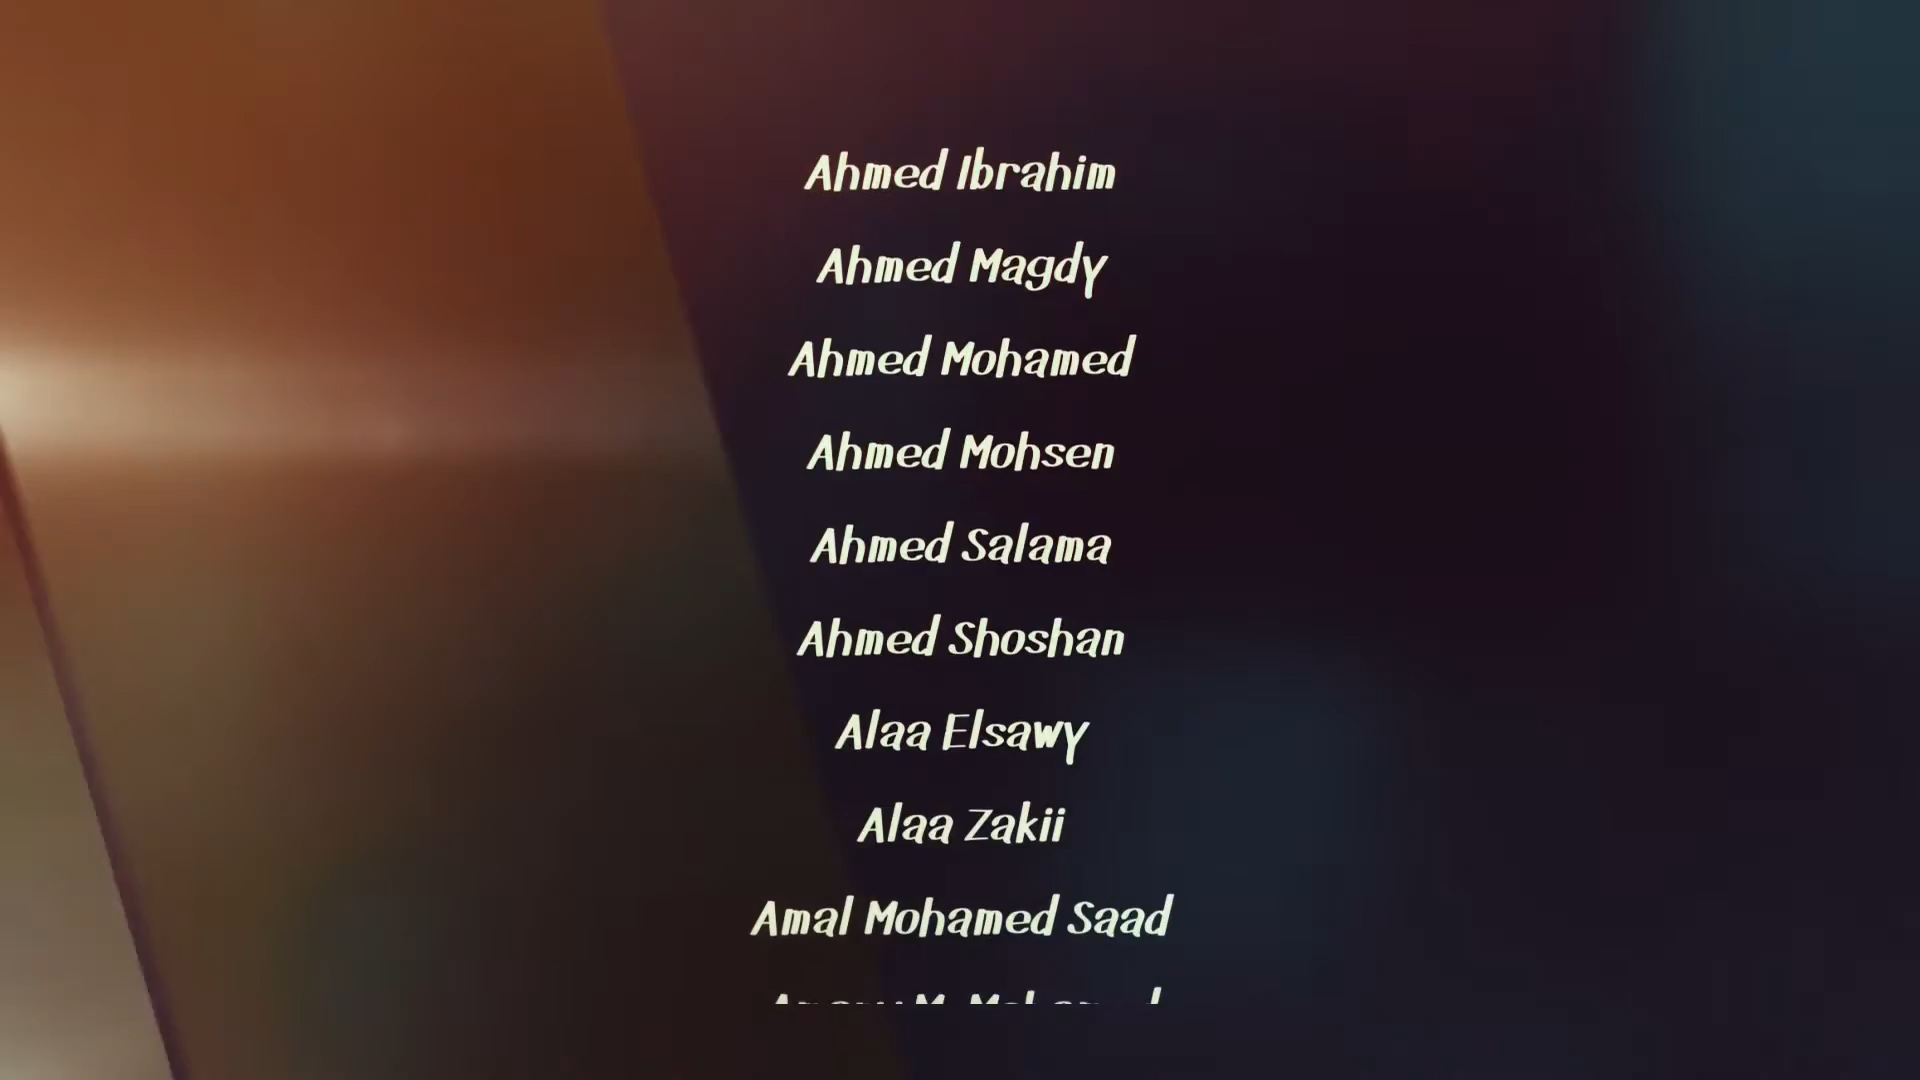 Ahmed Ibrahim
Ahmed Magdy
Ahmed Mohamed
Ahmed Mohsen
Ahmed Salama
Ahmed Shoshan
Alaa Elsawy
Alaa Zakii
Amal Mohamed Saad